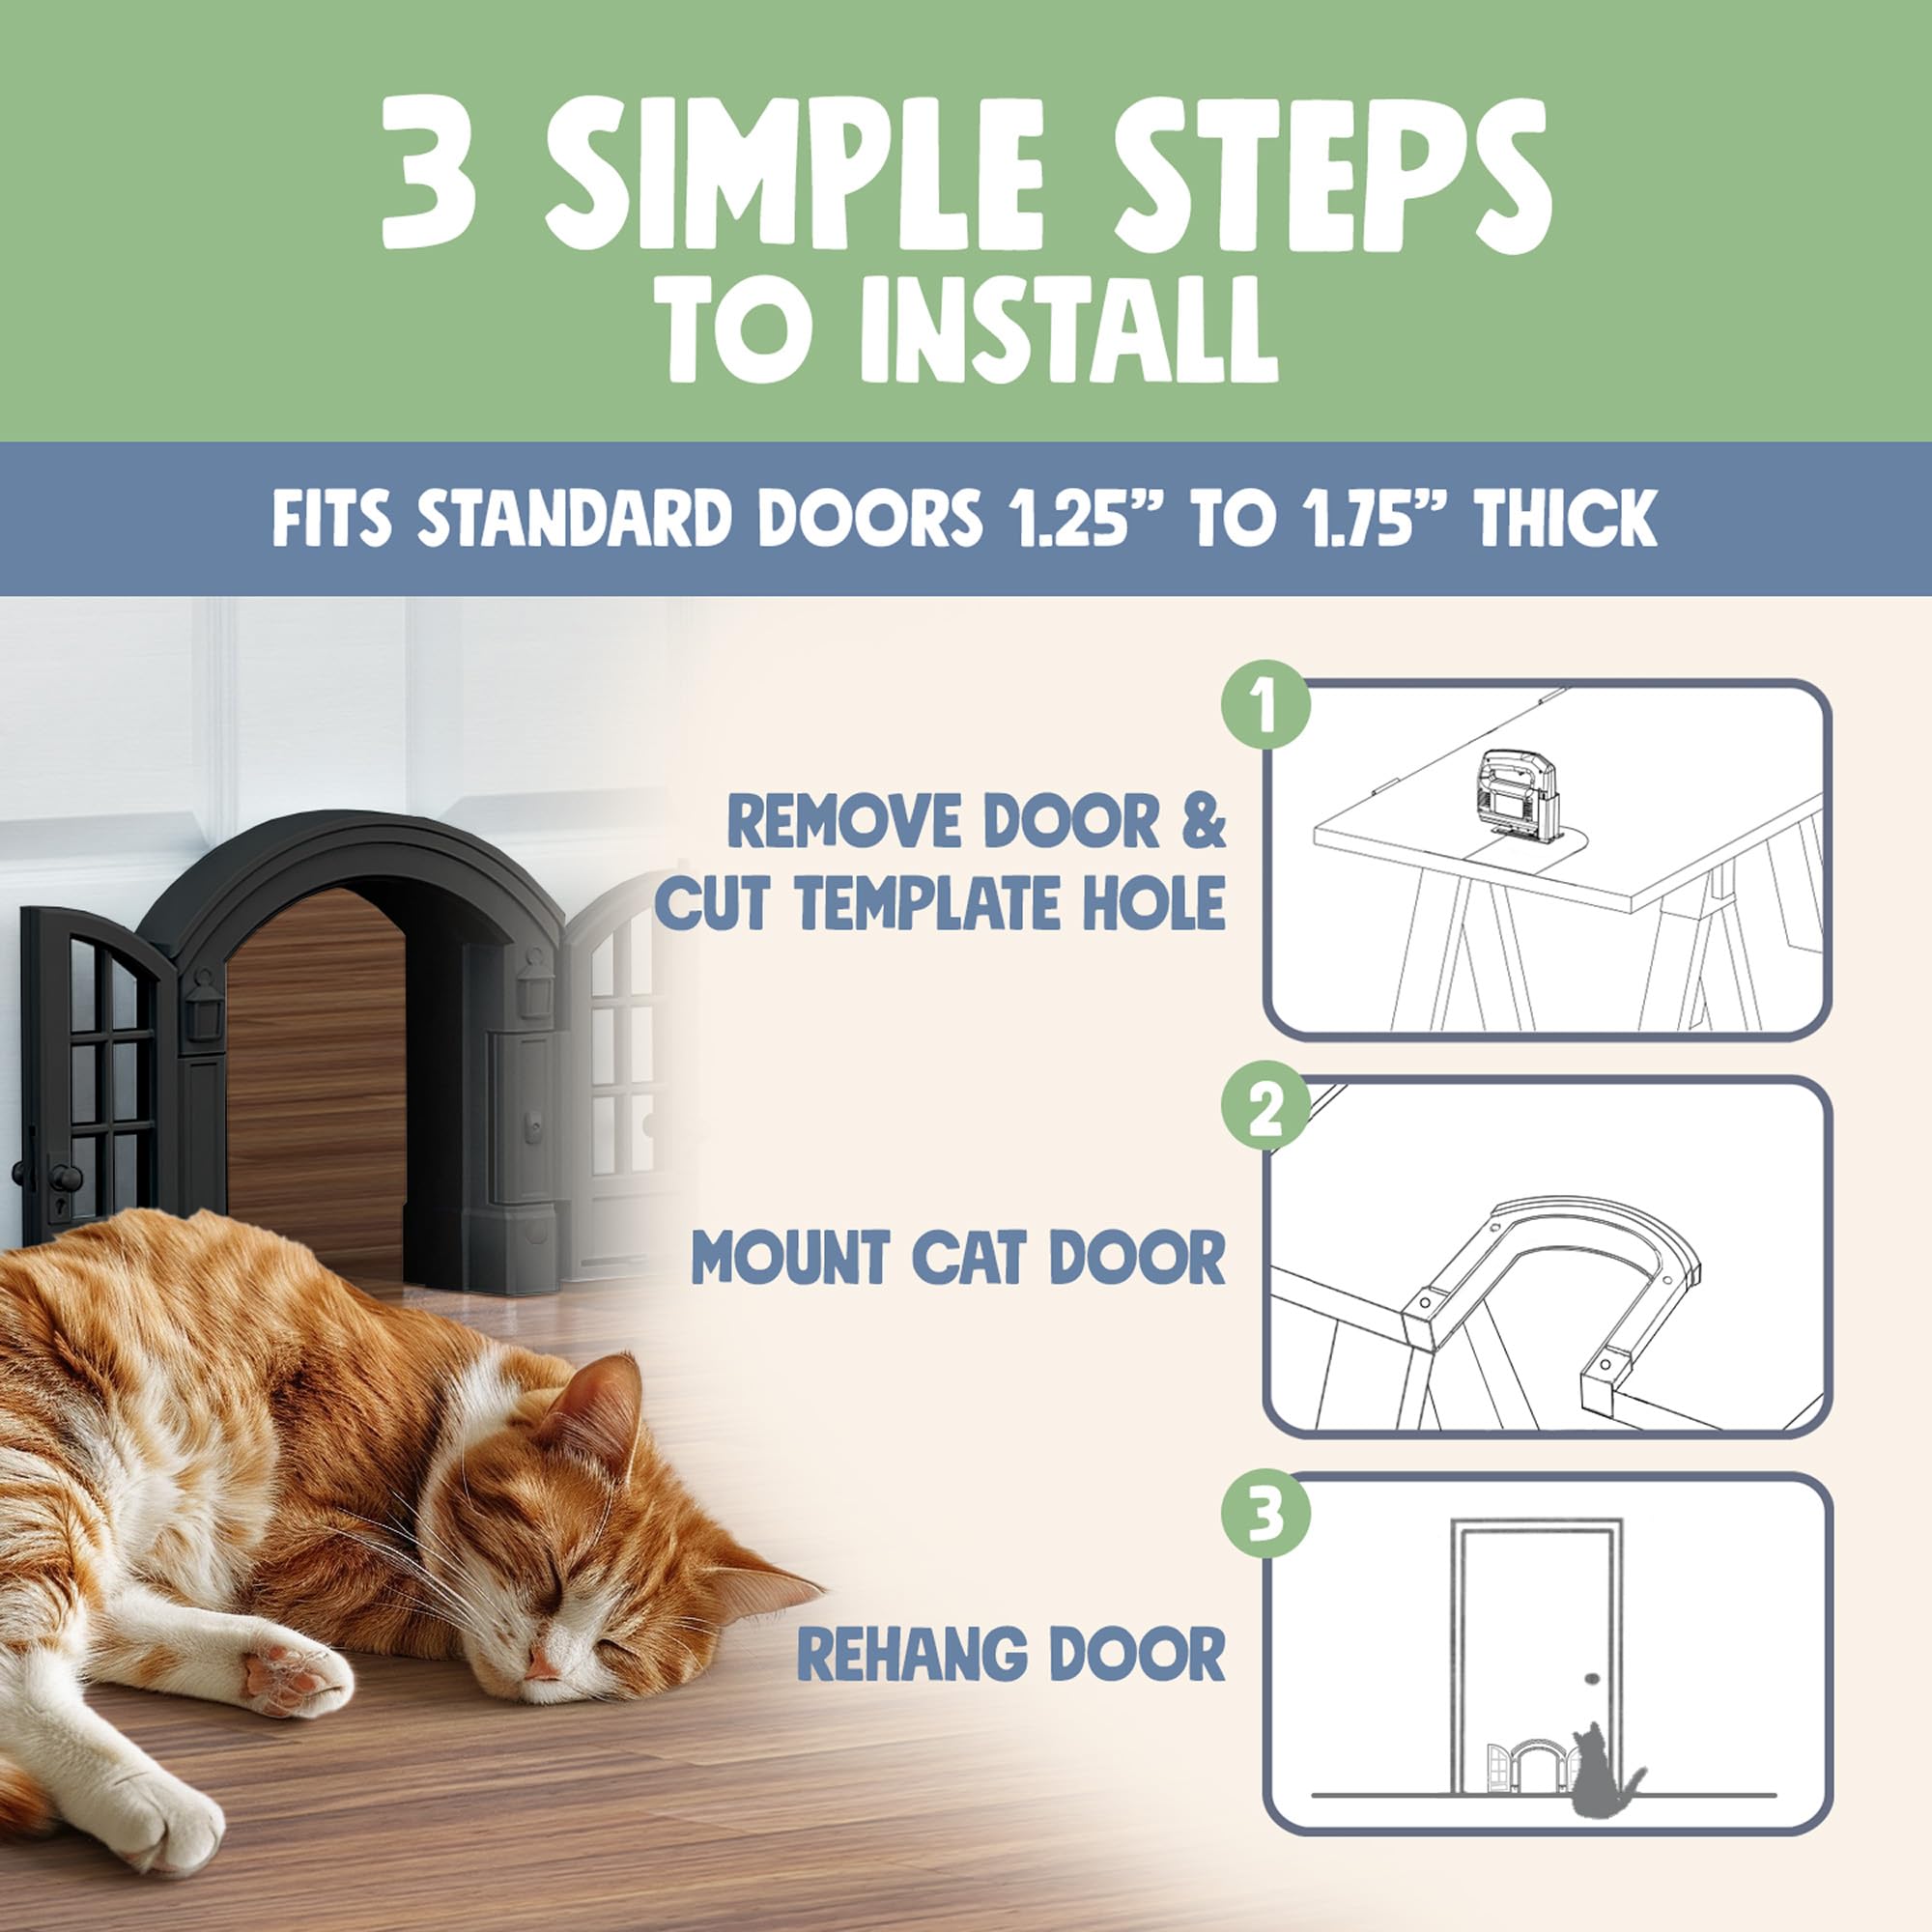 3 SIMPLE STEPS
TO INSTALL
FITS STANDARD DOORS 1.25” TO 1.75” THICK
1
REMOVE DOOR &
CUT TEMPLATE HOLE
2
MOUNT CAT DOOR
3
REHANG DOOR